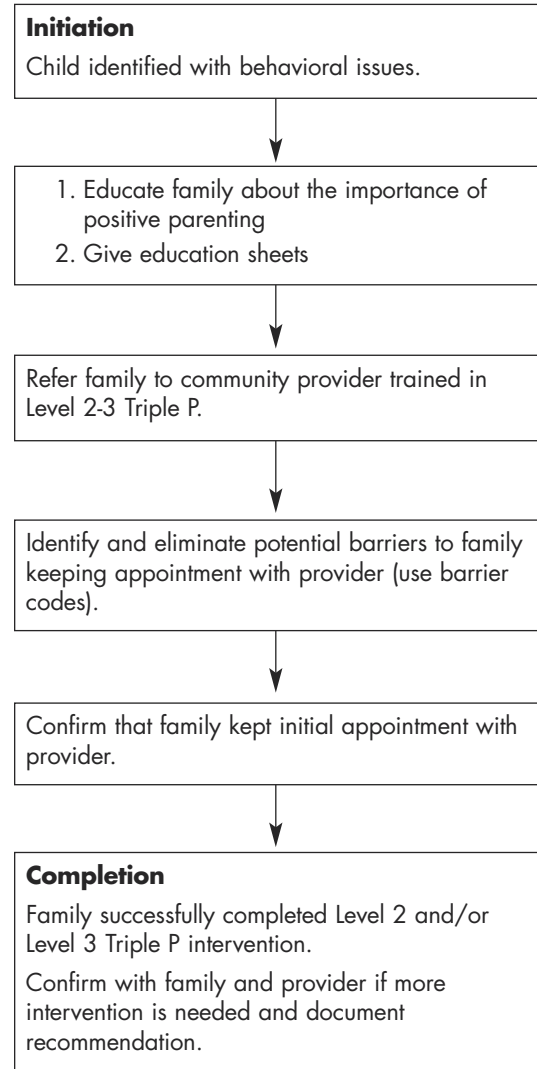 Initiation
Child identified with behavioral issues.
1. Educate family about the importance of
positive parenting
2. Give education sheets
Refer family to community provider trained in
Level 2-3 Triple P.
Identify and eliminate potential barriers to family
keeping appointment with provider (use barrier
codes).
Confirm that family kept initial appointment with
provider.
Completion
Family successfully completed Level 2 and/or
Level 3 Triple P intervention.
Confirm with family and provider if more
intervention is needed and document
recommendation.